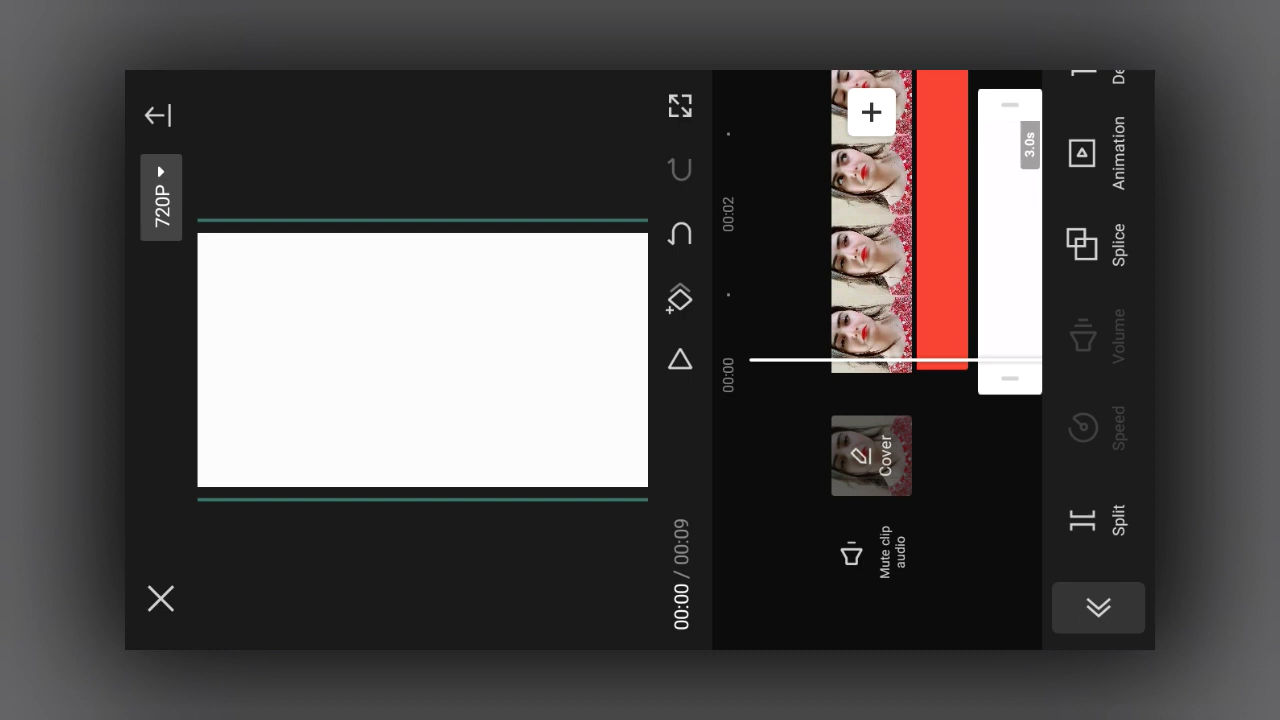 720P
00:00 / 00:09
00:00
00:02
Mute clip
audio
Cover
3.0s
Split
Speed
Volume
Splice
Animation
De